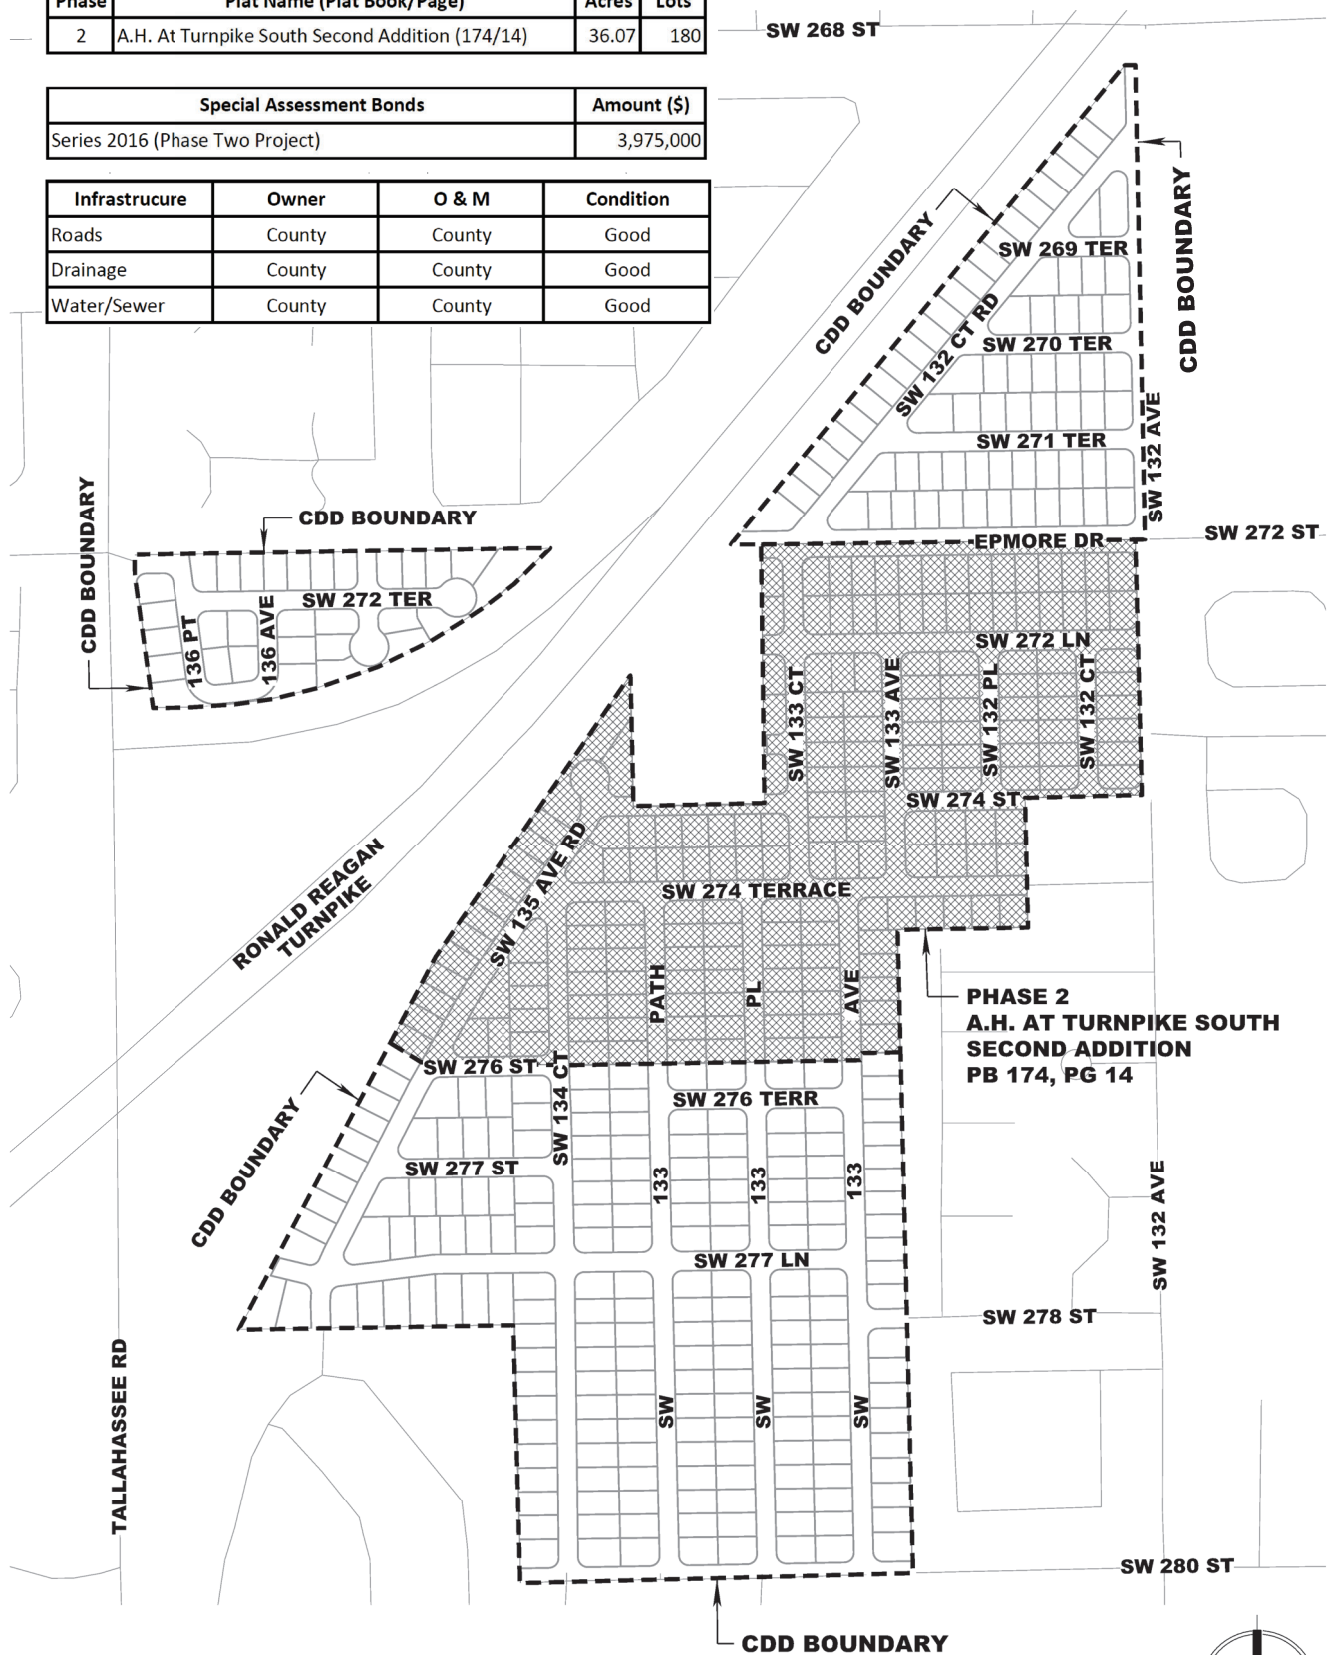 Phase Plat Name (Plat Book/Page) Acres Lots
2 A.H. At Turnpike South Second Addition (174/14) 36.07 180
Special Assessment Bonds Amount ($)
Series 2016 (Phase Two Project) 3,975,000
Infrastrucure Owner O & M Condition
Roads County County Good
Drainage County County Good
Water/Sewer County County Good
SW 268 ST
CDD BOUNDARY
CDD BOUNDARY
SW 269 TER
SW 132 CT RD
SW 270 TER
SW 271 TER
SW 132 AVE
SW 272 ST
EPMORE DR
CDD BOUNDARY
CDD BOUNDARY
SW 272 TER
136 PT
136 AVE
SW 272 LN
SW 133 CT
SW 133 AVE
SW 132 PL
SW 132 CT
SW 274 ST
RONALD REAGAN
TURNPIKE
SW 135 AVE RD
SW 274 TERRACE
PATH
PL
AVE
PHASE 2
A.H. AT TURNPIKE SOUTH
SECOND ADDITION
PB 174, PG 14
SW 276 ST
SW 134 CT
SW 276 TERR
CDD BOUNDARY
SW 277 ST
133
133
133
SW 132 AVE
SW 277 LN
SW 278 ST
TALLAHASSEE RD
SW
SW
SW
SW 280 ST
CDD BOUNDARY